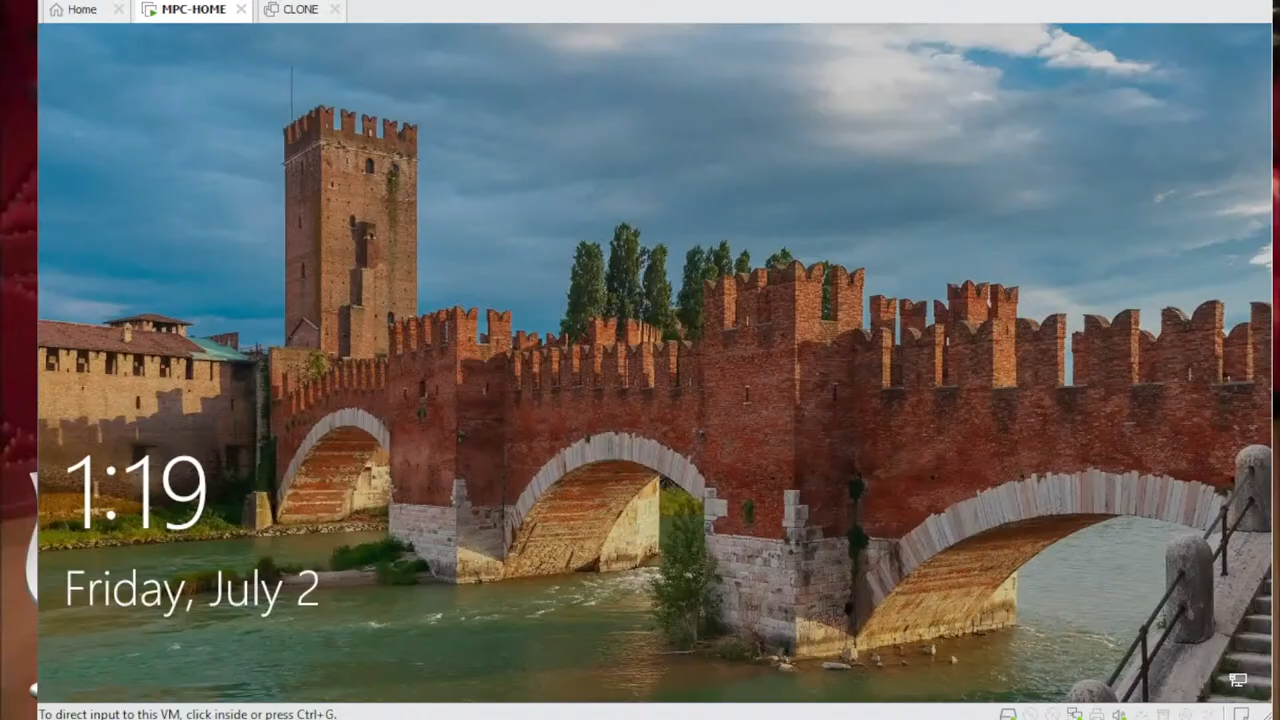 Home
MPC-HOME
CLONE
1:19
Friday, July 2
To direct input to this VM, click inside or press Ctrl+G.